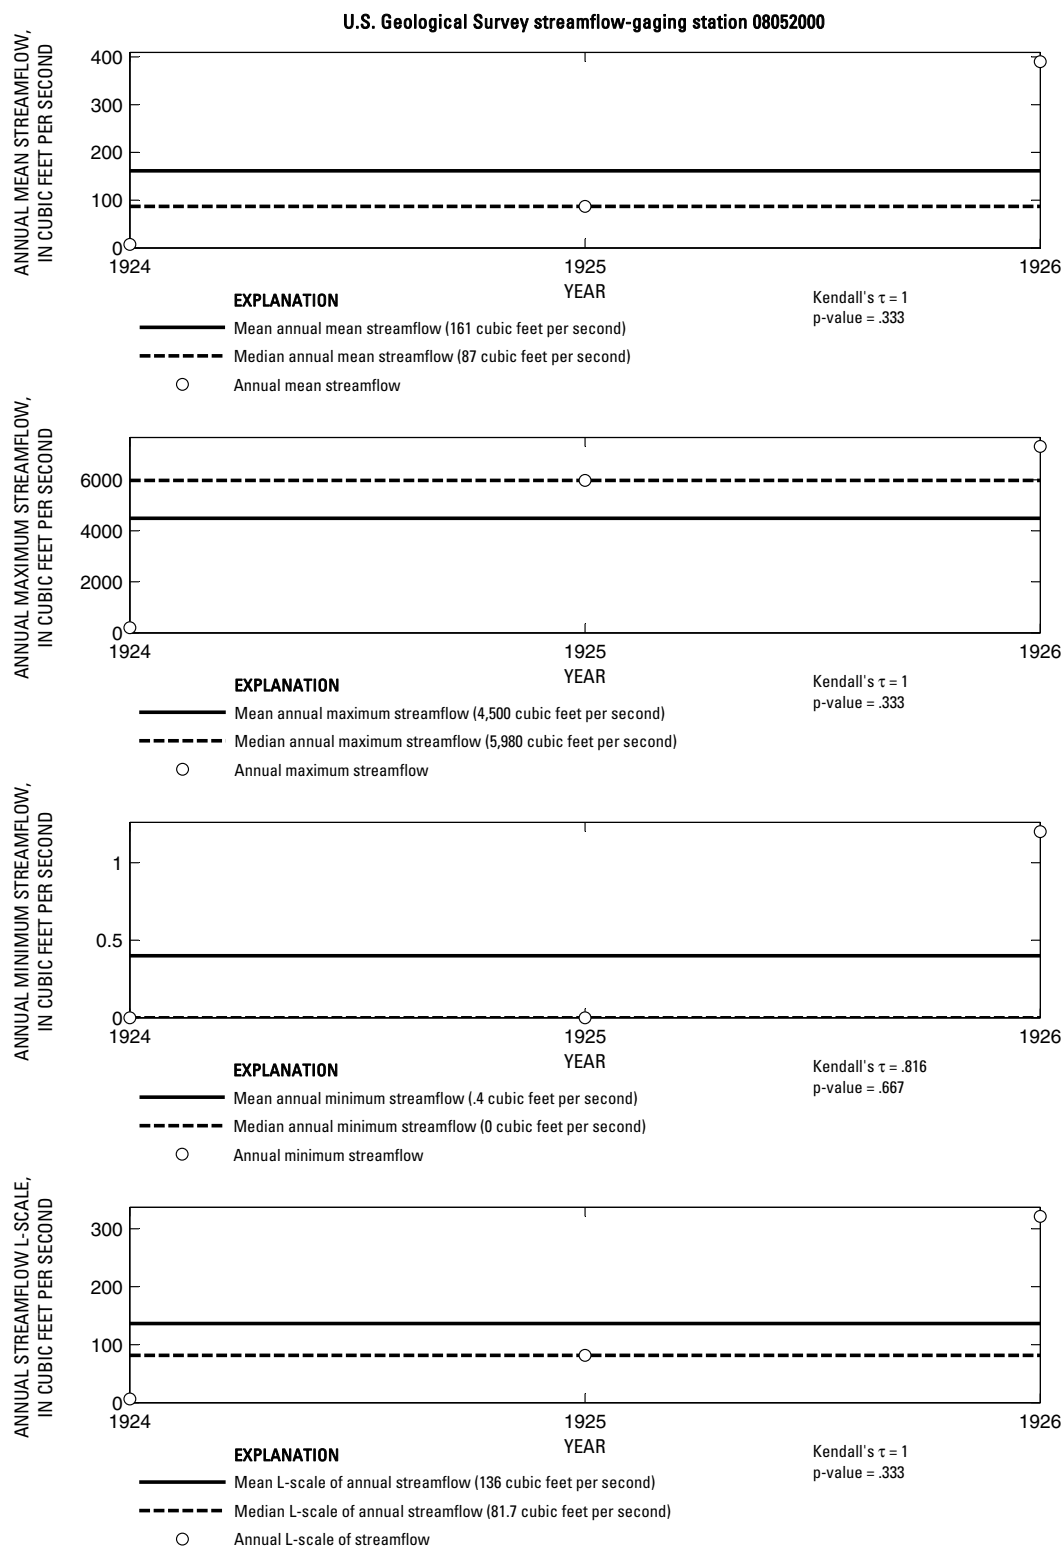 U.S. Geological Survey streamflow-gaging station 08052000
ANNUAL MEAN STREAMFLOW,
IN CUBIC FEET PER SECOND
400
300
200
100
0
1924
1925
1926
YEAR
EXPLANATION
Mean annual mean streamflow (161 cubic feet per second)
Median annual mean streamflow (87 cubic feet per second)
Annual mean streamflow
Kendall's τ = 1
p-value = .333
ANNUAL MAXIMUM STREAMFLOW,
IN CUBIC FEET PER SECOND
6000
4000
2000
0
1924
1925
1926
YEAR
EXPLANATION
Mean annual maximum streamflow (4,500 cubic feet per second)
Median annual maximum streamflow (5,980 cubic feet per second)
Annual maximum streamflow
Kendall's τ = 1
p-value = .333
ANNUAL MINIMUM STREAMFLOW,
IN CUBIC FEET PER SECOND
1
0.5
0
1924
1925
1926
YEAR
EXPLANATION
Mean annual minimum streamflow (.4 cubic feet per second)
Median annual minimum streamflow (0 cubic feet per second)
Annual minimum streamflow
Kendall's τ = .816
p-value = .667
ANNUAL STREAMFLOW L-SCALE,
IN CUBIC FEET PER SECOND
300
200
100
0
1924
1925
1926
YEAR
EXPLANATION
Mean L-scale of annual streamflow (136 cubic feet per second)
Median L-scale of annual streamflow (81.7 cubic feet per second)
Annual L-scale of streamflow
Kendall's τ = 1
p-value = .333